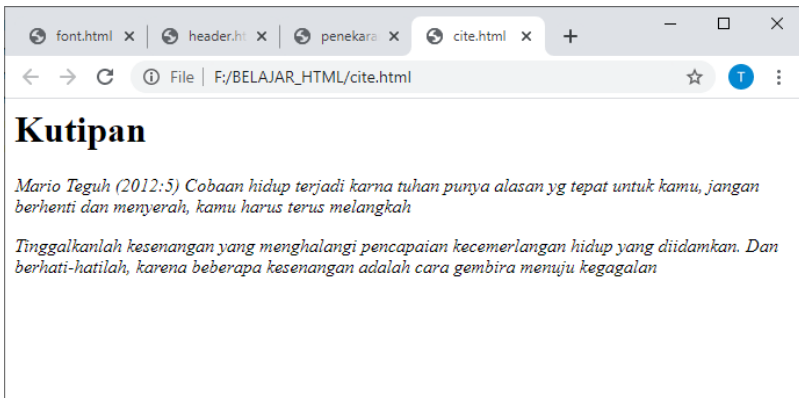 font.html
header.ht
penekara
cite.html
File
F:/BELAJAR_HTML/cite.html
T
Kutipan
Mario Teguh (2012:5) Cobaan hidup terjadi karna tuhan punya alasan yg tepat untuk kamu, jangan
berhenti dan menyerah, kamu harus terus melangkah
Tinggalkanlah kesenangan yang menghalangi pencapaian kecemerlangan hidup yang diidamkan. Dan
berhati-hatilah, karena beberapa kesenangan adalah cara gembira menuju kegagalan